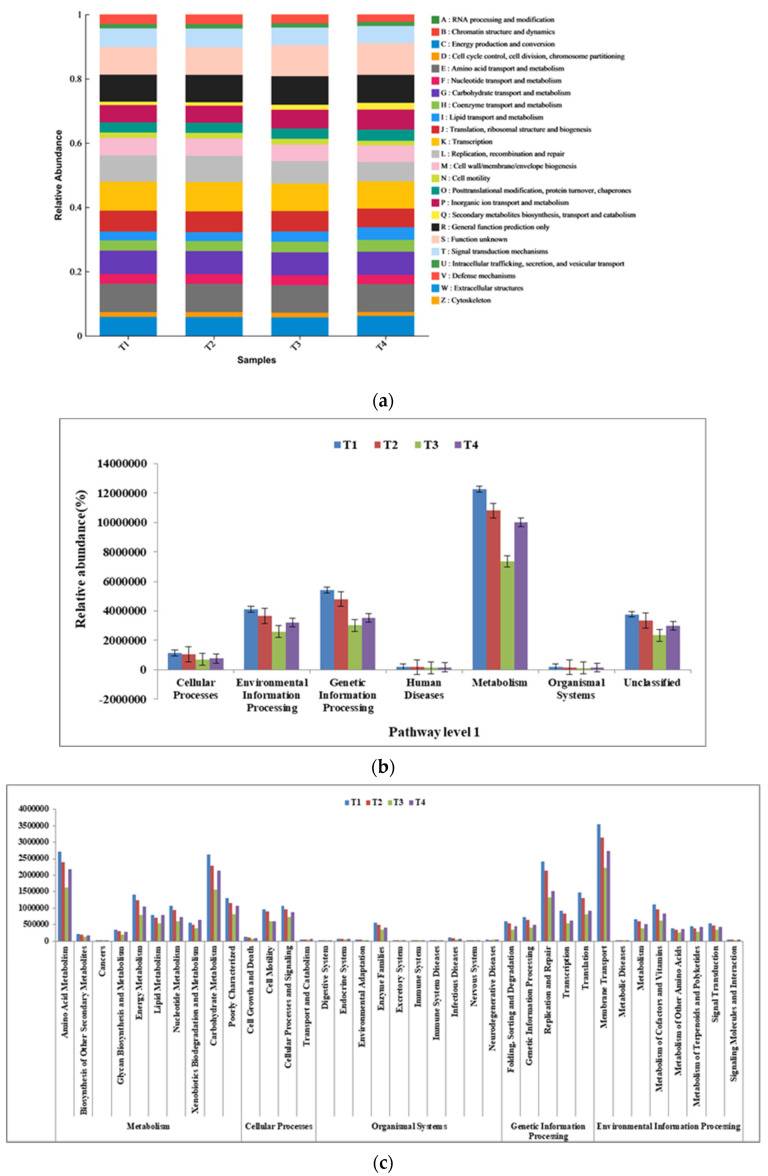 1
0.8
0.6
0.4
0.2
0
Relative Abundance
T1
T2
T3
T4
Samples
A : RNA processing and modification
B : Chromatin structure and dynamics
C : Energy production and conversion
D : Cell cycle control, cell division, chromosome partitioning
E : Amino acid transport and metabolism
F : Nucleotide transport and metabolism
G : Carbohydrate transport and metabolism
H : Coenzyme transport and metabolism
I : Lipid transport and metabolism
J : Translation, ribosomal structure and biogenesis
K : Transcription
L : Replication, recombination and repair
M : Cell wall/membrane/envelope biogenesis
N : Cell motility
O : Posttranslational modification, protein turnover, chaperones
P : Inorganic ion transport and metabolism
Q : Secondary metabolites biosynthesis, transport and catabolism
R : General function prediction only
S : Function unknown
T : Signal transduction mechanisms
U : Intracellular trafficking, secretion, and vesicular transport
V : Defense mechanisms
W : Extracellular structures
Z : Cytoskeleton
(a)
T1 T2 T3 T4
14000000
12000000
10000000
8000000
6000000
4000000
2000000
0
-2000000
Relative abundance(%)
Cellular
Processes
Environmental
Information
Processing
Genetic
Information
Processing
Human
Diseases
Metabolism
Organismal
Systems
Unclassified
Pathway level 1
(b)
T1 T2 T3 T4
4000000
3500000
3000000
2500000
2000000
1500000
1000000
500000
0
Amino Acid Metabolism
Biosynthesis of Other Secondary Metabolites
Cancers
Glycan Biosynthesis and Metabolism
Energy Metabolism
Lipid Metabolism
Nucleotide Metabolism
Xenobiotics Biodegradation and Metabolism
Carbohydrate Metabolism
Poorly Characterized
Cell Growth and Death
Cell Motility
Cellular Processes and Signaling
Transport and Catabolism
Digestive System
Endocrine System
Environmental Adaptation
Enzyme Families
Excretory System
Immune System
Immune System Diseases
Infectious Diseases
Nervous System
Neurodegenerative Diseases
Folding, Sorting and Degradation
Genetic Information Processing
Replication and Repair
Transcription
Translation
Membrane Transport
Metabolic Diseases
Metabolism
Metabolism of Cofactors and Vitamins
Metabolism of Other Amino Acids
Metabolism of Terpenoids and Polyketides
Signal Transduction
Signaling Molecules and Interaction
Metabolism
Cellular Processes
Organismal Systems
Genetic Information
Processing
Environmental Information Processing
(c)